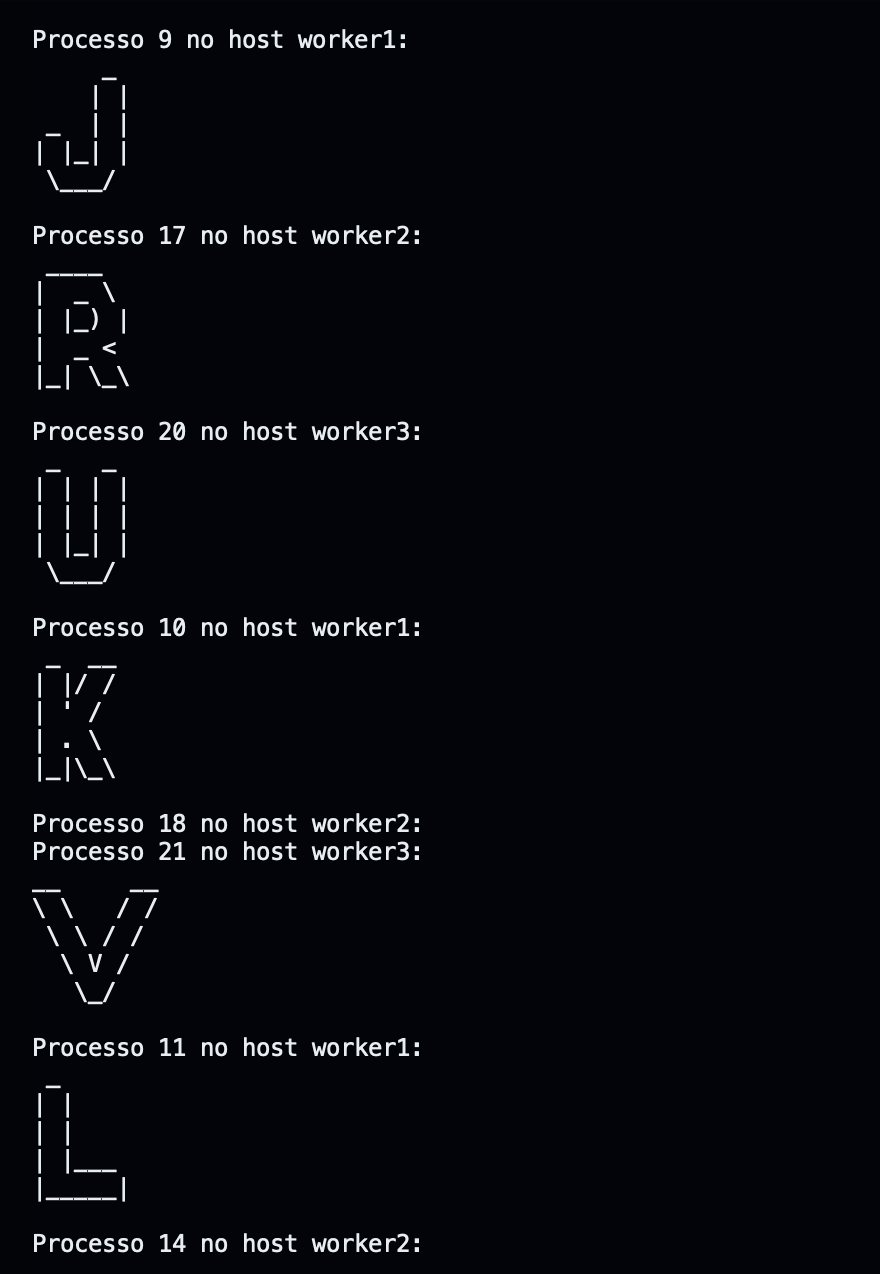 Processo 9 no host worker1:
J
Processo 17 no host worker2:
R
Processo 20 no host worker3:
U
Processo 10 no host worker1:
K
Processo 18 no host worker2:
Processo 21 no host worker3:
V
Processo 11 no host worker1:
L
Processo 14 no host worker2: